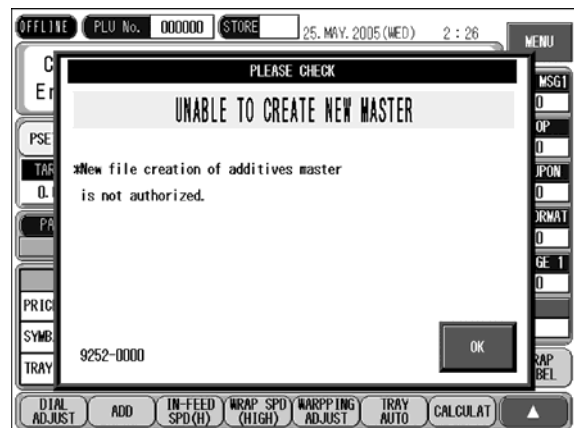 OFFLINE PLU No. 000000 STORE 25. MAY. 2005(WED) 2 : 26
MENU
PLEASE CHECK
UNABLE TO CREATE NEW MASTER
*New file creation of additives master
is not authorized.
9252-0000
OK
C
Er
PSE
TAR
0.
PA
PRIC
SYMB
TRAY
MSG1
0
OP
0
UPON
0
ORMAT
0
GE 1
0
RAP
BEL
DIAL ADJUST
ADD
IN-FEED SPD(H)
WRAP SPD (HIGH)
WARPPING ADJUST
TRAY AUTO
CALCULAT